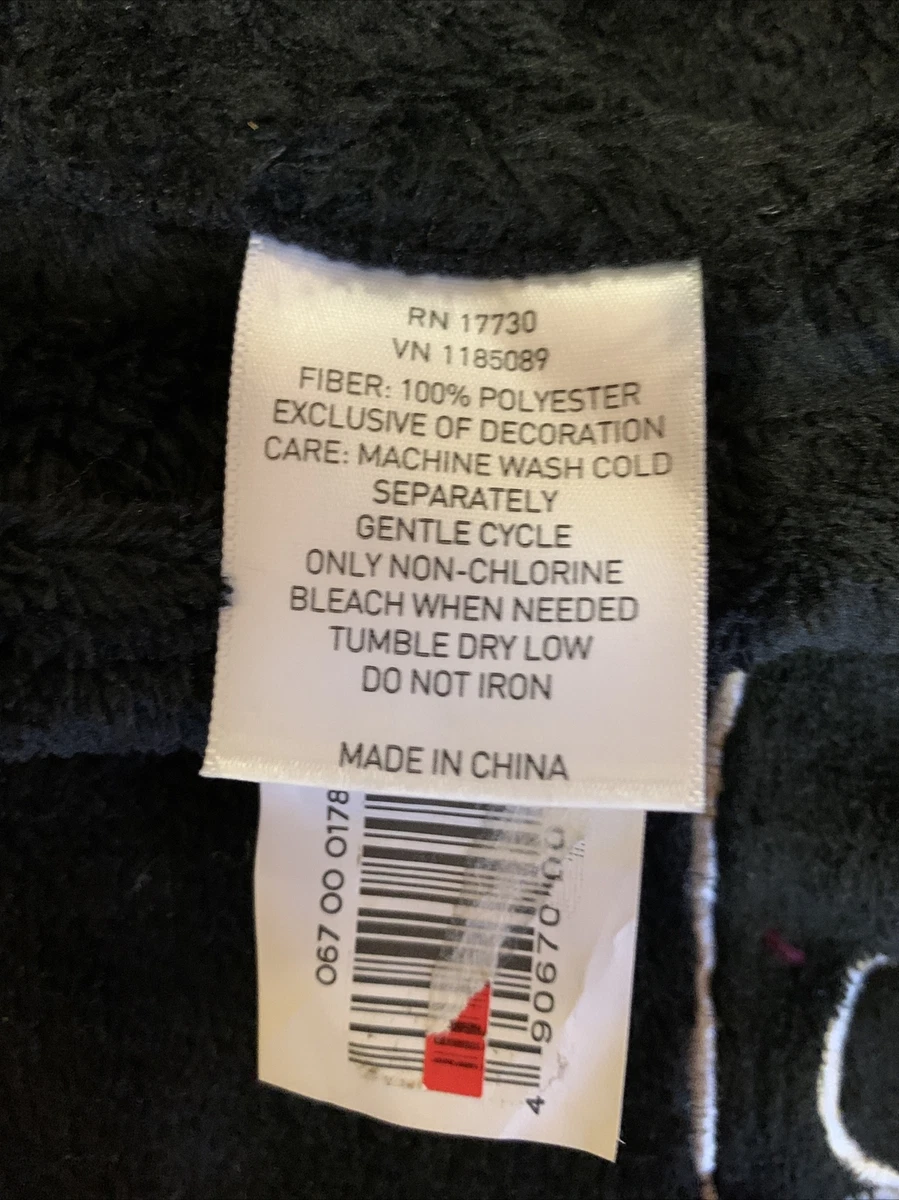 RN 17730
VN 1185089
FIBER: 100% POLYESTER
EXCLUSIVE OF DECORATION
CARE: MACHINE WASH COLD
SEPARATELY
GENTLE CYCLE
ONLY NON-CHLORINE
BLEACH WHEN NEEDED
TUMBLE DRY LOW
DO NOT IRON
MADE IN CHINA
067 00 0178
4 90670